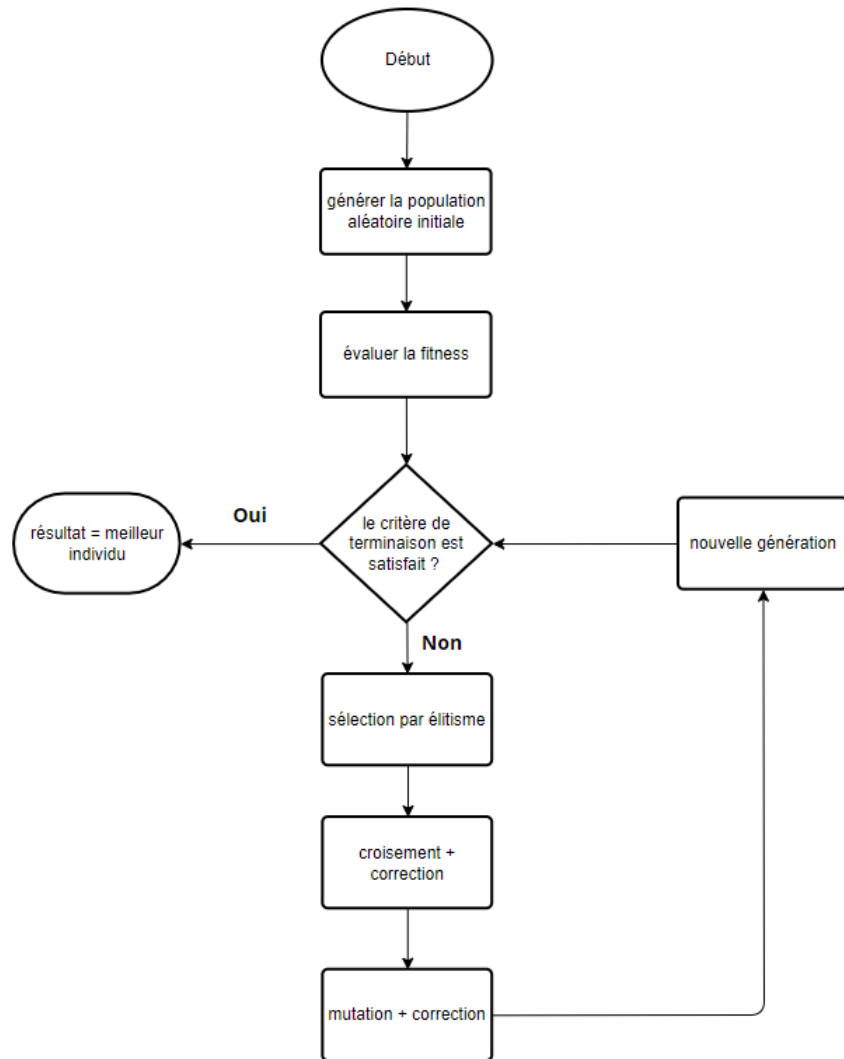 Début
générer la population
aléatoire initiale
évaluer la fitness
le critère de
terminaison est
satisfait ?
Oui
résultat = meilleur
individu
nouvelle génération
Non
sélection par élitisme
croisement +
correction
mutation + correction